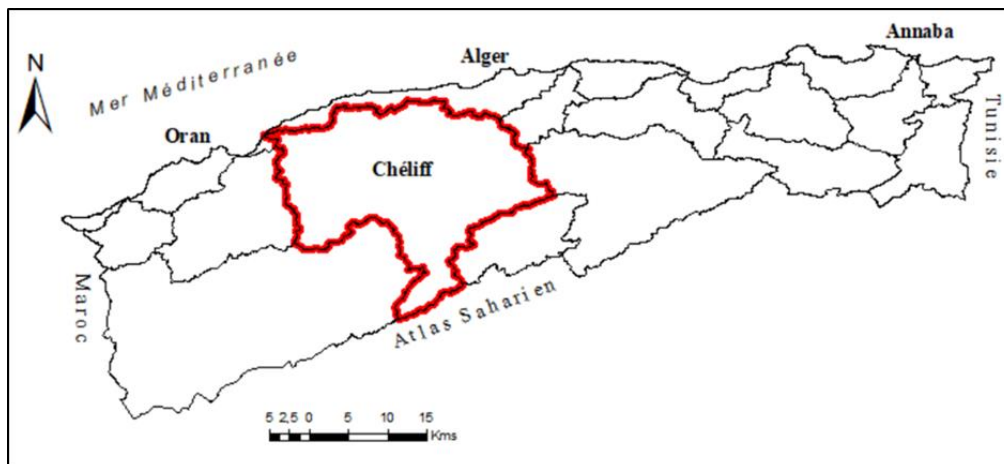 Annaba
Alger
N
Mer Méditerranée
Tunisie
Oran
Chéliff
Maroc
Atlas Saharien
5 2,5 0 5 10 15
Kms